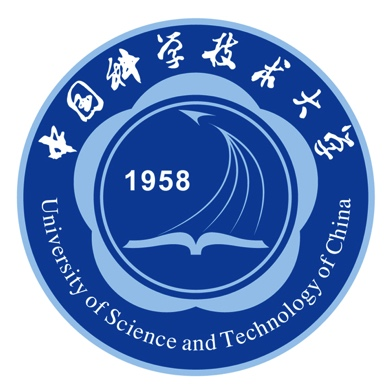 中国科学技术大学
1958
University of Science and Technology of China